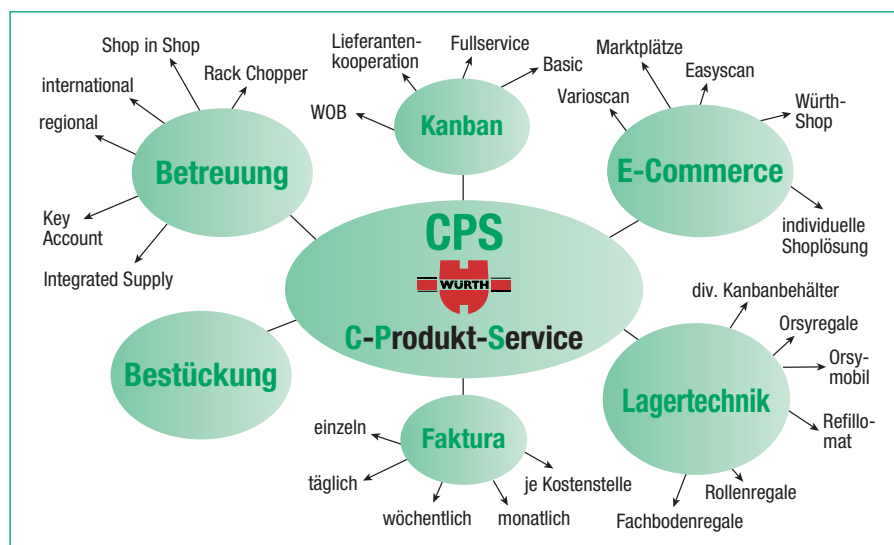 Shop in Shop
Rack Chopper
international
regional
Betreuung
Key
Account
Integrated Supply
Lieferanten-
kooperation
Fullservice
Basic
WOB
Kanban
Marktplätze
Easyscan
Varioscan
Würth-
Shop
E-Commerce
individuelle
Shoplösung
CPS
WÜRTH
C-Produkt-Service
Bestückung
div. Kanbanbehälter
Orsyregale
Orsy-
mobil
Lagertechnik
Refillo-
mat
Rollenregale
Fachbodenregale
einzeln
Faktura
täglich
je Kostenstelle
wöchentlich
monatlich